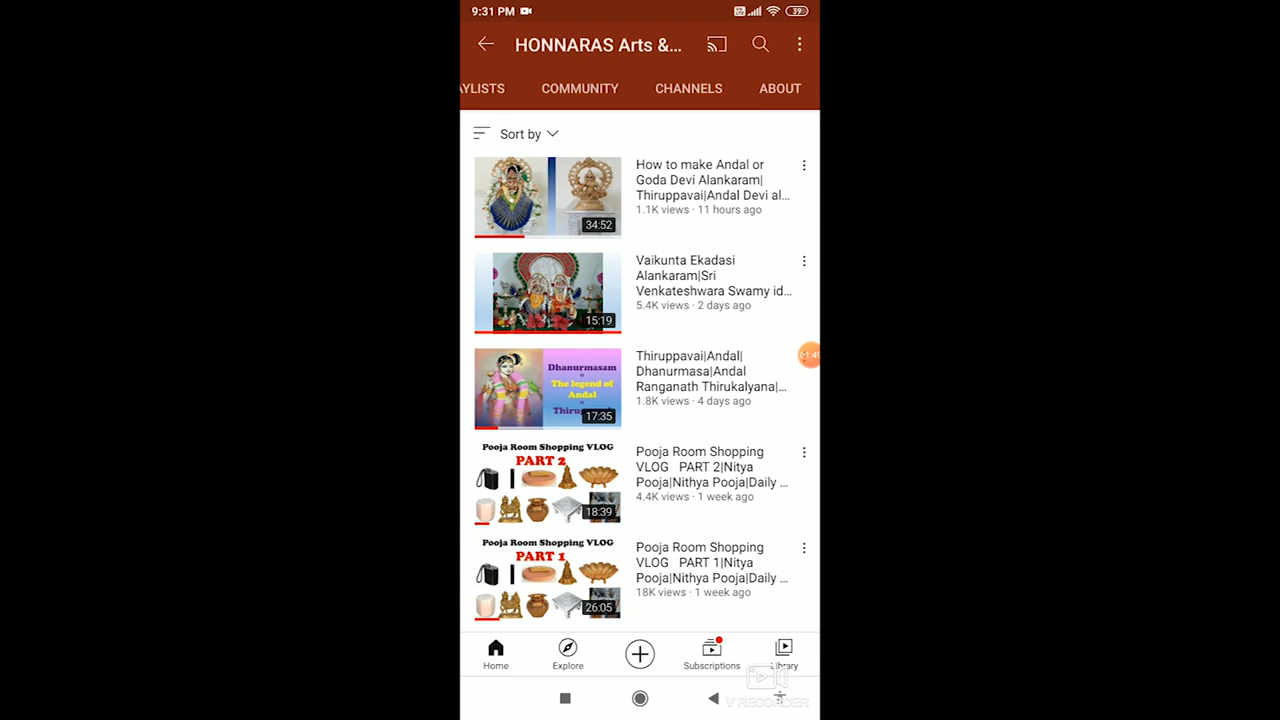 9:31 PM
39
HONNARAS Arts &...
YLISTS COMMUNITY CHANNELS ABOUT
Sort by
How to make Andal or
Goda Devi Alankaram|
Thiruppavai|Andal Devi al...
1.1K views · 11 hours ago
34:52
Vaikunta Ekadasi
Alankaram|Sri
Venkateshwara Swamy id...
5.4K views · 2 days ago
15:19
Dhanurmasam
The legend of
Andal
17:35
Thiruppavai|Andal|
Dhanurmasa|Andal
Ranganath Thirukalyana|...
1.8K views · 4 days ago
Pooja Room Shopping VLOG
PART 2
18:39
Pooja Room Shopping
VLOG PART 2|Nitya
Pooja|Nithya Pooja|Daily ...
4.4K views · 1 week ago
Pooja Room Shopping VLOG
PART 1
26:05
Pooja Room Shopping
VLOG PART 1|Nitya
Pooja|Nithya Pooja|Daily ...
18K views · 1 week ago
Home Explore Subscriptions Library
V RECORDER